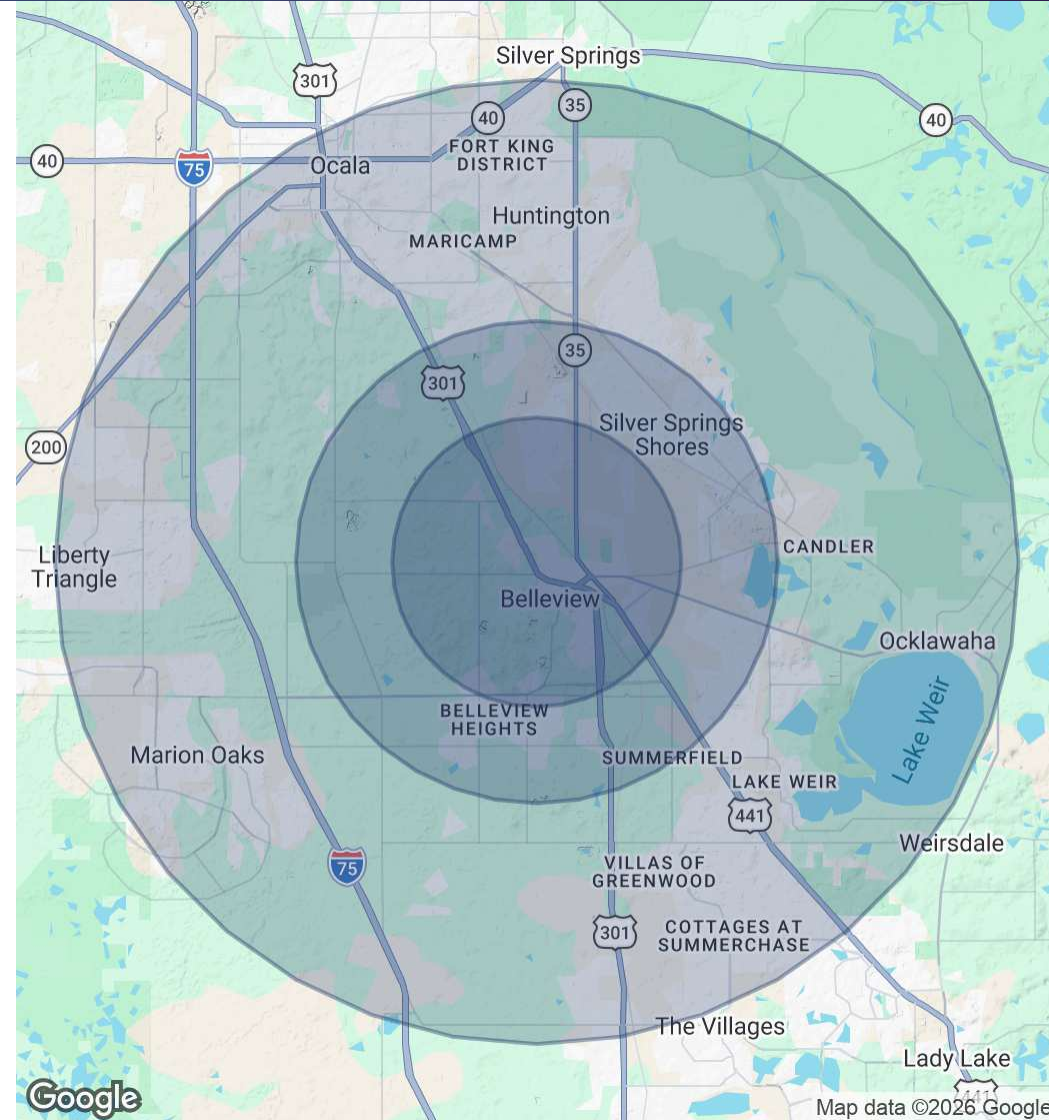 Silver Springs
301
35
40
40
FORT KING
DISTRICT
40
75
Ocala
Huntington
MARICAMP
35
301
Silver Springs
Shores
200
CANDLER
Liberty
Triangle
Belleview
Ocklawaha
Lake Weir
BELLEVIEW
HEIGHTS
Marion Oaks
SUMMERFIELD
LAKE WEIR
441
Weirsdale
75
VILLAS OF
GREENWOOD
301
COTTAGES AT
SUMMERCHASE
The Villages
Lady Lake
441
Google
Map data ©2026 Google